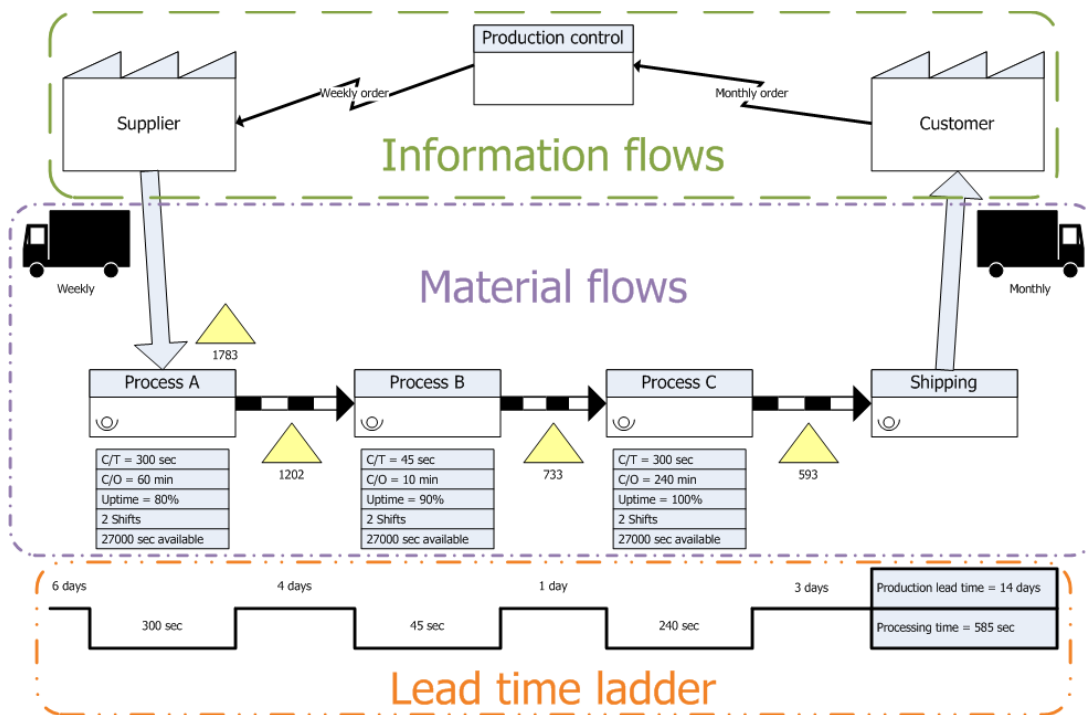 Production control
Supplier
Weekly order
Monthly order
Customer
Information flows
Weekly
Material flows
Monthly
1783
Process A
Process B
Process C
Shipping
1202
733
593
C/T = 300 sec
C/O = 60 min
Uptime = 80%
2 Shifts
27000 sec available
C/T = 45 sec
C/O = 10 min
Uptime = 90%
2 Shifts
27000 sec available
C/T = 300 sec
C/O = 240 min
Uptime = 100%
2 Shifts
27000 sec available
6 days
4 days
1 day
3 days
Production lead time = 14 days
300 sec
45 sec
240 sec
Processing time = 585 sec
Lead time ladder